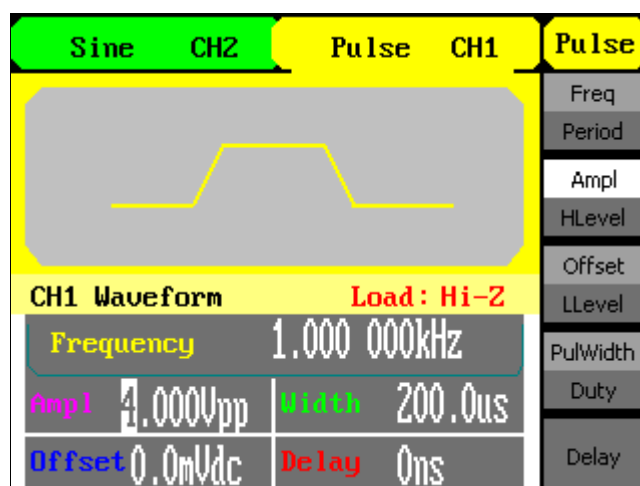 Sine CH2
Pulse CH1
Pulse
Freq
Period
Ampl
HLevel
Offset
LLevel
PulWidth
Duty
Delay
CH1 Waveform Load: Hi-Z
Frequency 1.000 000kHz
Ampl 4.000Vpp Width 200.0us
Offset 0.0mVdc Delay 0ns